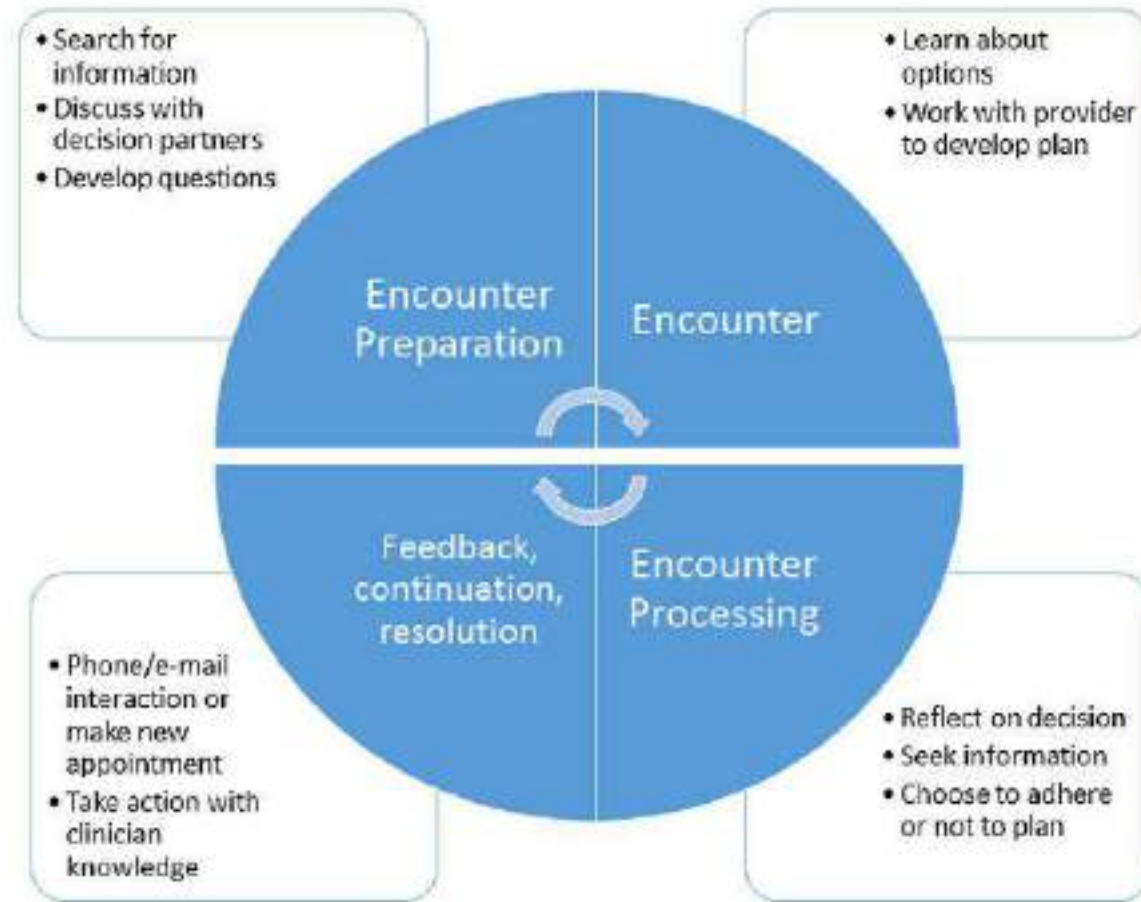 • Search for
information
• Discuss with
decision partners
• Develop questions
• Learn about
options
• Work with provider
to develop plan
Encounter
Preparation
Encounter
Feedback,
continuation,
resolution
Encounter
Processing
• Phone/e-mail
interaction or
make new
appointment
• Take action with
clinician
knowledge
• Reflect on decision
• Seek information
• Choose to adhere
or not to plan